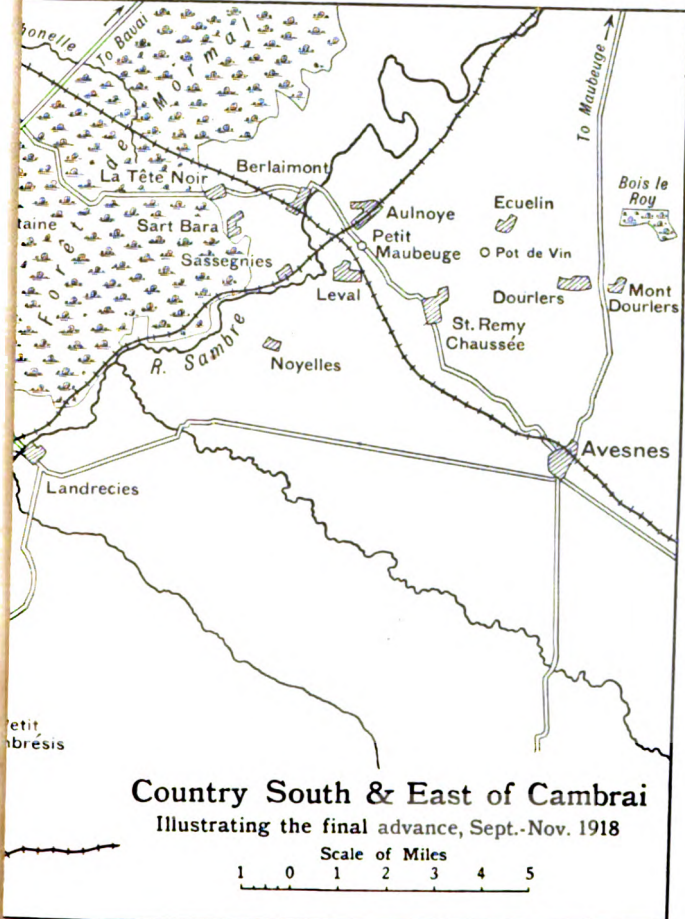 honelle
To Bavai
Forêt de Mormal
To Maubeuge
La Tête Noir
Berlaimont
Bois le
Roy
Ecuelin
Aulnoye
Sart Bara
taine
Petit
Maubeuge
Pot de Vin
Sassegnies
Leval
Dourlers
Mont
Dourlers
St. Remy
Chaussée
R. Sambre
Noyelles
Avesnes
Landrecies
etit
brésis
Country South & East of Cambrai
Illustrating the final advance, Sept.-Nov. 1918
Scale of Miles
1 0 1 2 3 4 5